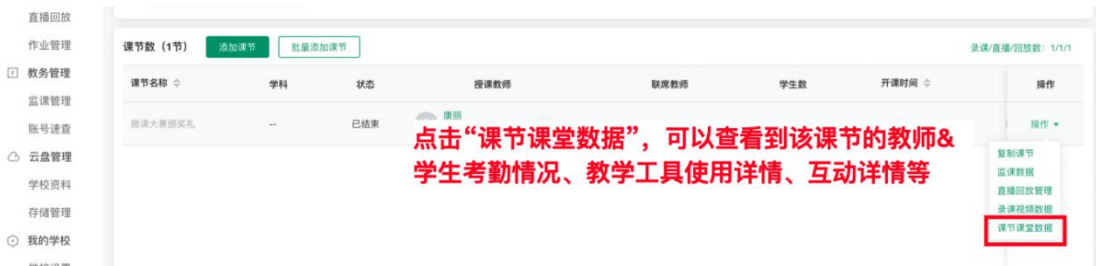 直播回放
作业管理
教务管理
监课管理
账号速查
云盘管理
学校资料
存储管理
我的学校
课节数（1节） 添加课节 批量添加课节 录课/直播/回放数：1/1/1
课节名称 学科 状态 授课教师 联席教师 学生数 开课时间 操作
微课大赛颁奖礼 -- 已结束 康丽 操作
点击“课节课堂数据”，可以查看到该课节的教师&
学生考勤情况、教学工具使用详情、互动详情等
复制课节
监课数据
直播回放管理
录课视频数据
课节课堂数据